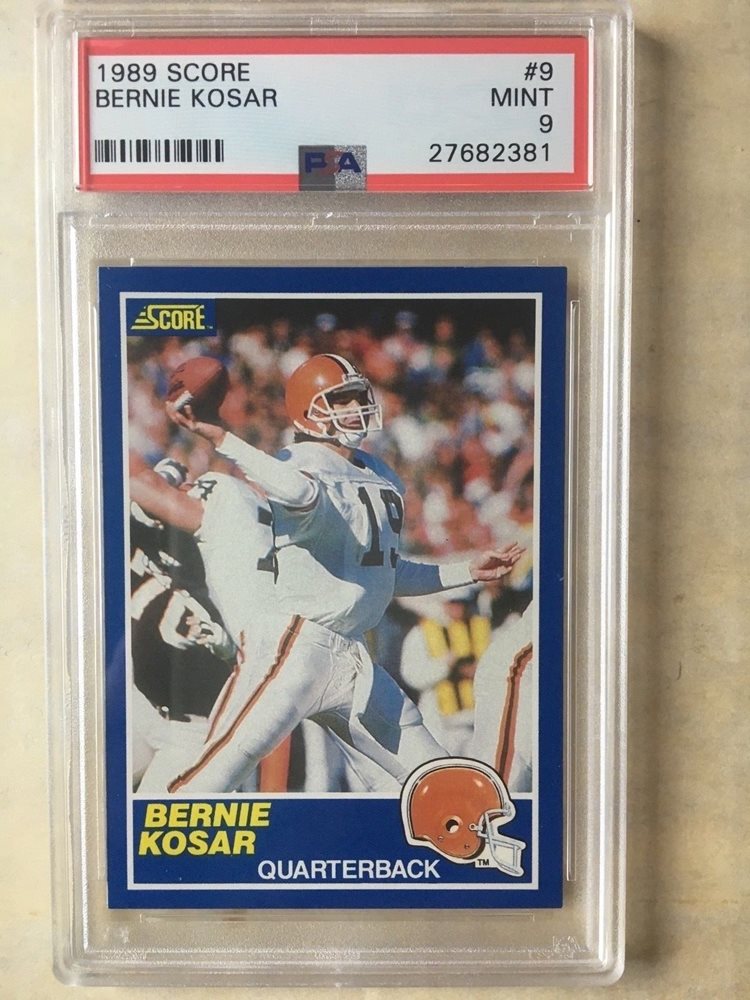 1989 SCORE #9
BERNIE KOSAR MINT
9
PSA 27682381
SCORE
19
BERNIE
KOSAR
QUARTERBACK
TM